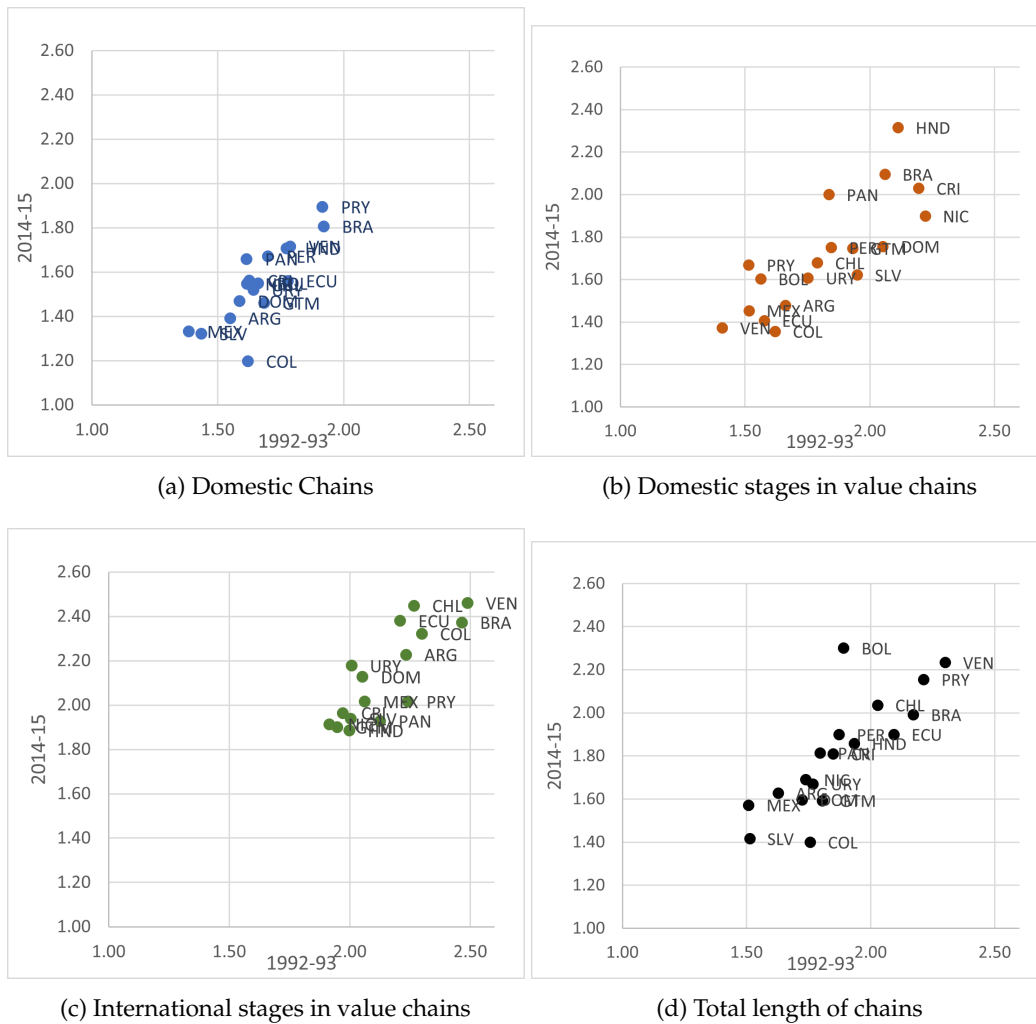 2.60
2.40
2.20
2.00
1.80
1.60
1.40
1.20
1.00
2014-15
PRY
BRA
VEN
HND
PER
PAN
CRI
ECU
URY
DOM
GTM
ARG
MEX
SLV
COL
1.00 1.50 2.00 2.50
1992-93
(a) Domestic Chains
2.60
2.40
2.20
2.00
1.80
1.60
1.40
1.20
1.00
2014-15
HND
BRA
CRI
PAN
NIC
PER
GTM
DOM
CHL
PRY
BOL
URY
SLV
ARG
MEX
ECU
VEN
COL
1.00 1.50 2.00 2.50
1992-93
(b) Domestic stages in value chains
2.60
2.40
2.20
2.00
1.80
1.60
1.40
1.20
1.00
2014-15
CHL
VEN
ECU
COL
BRA
ARG
URY
DOM
MEX
PRY
CRI
SLV
PAN
NIC
GTM
HND
1.00 1.50 2.00 2.50
1992-93
(c) International stages in value chains
2.60
2.40
2.20
2.00
1.80
1.60
1.40
1.20
1.00
2014-15
BOL
VEN
PRY
CHL
BRA
PER
ECU
HND
PAN
CRI
NIC
URY
ARG
DOM
GTM
MEX
SLV
COL
1.00 1.50 2.00 2.50
1992-93
(d) Total length of chains